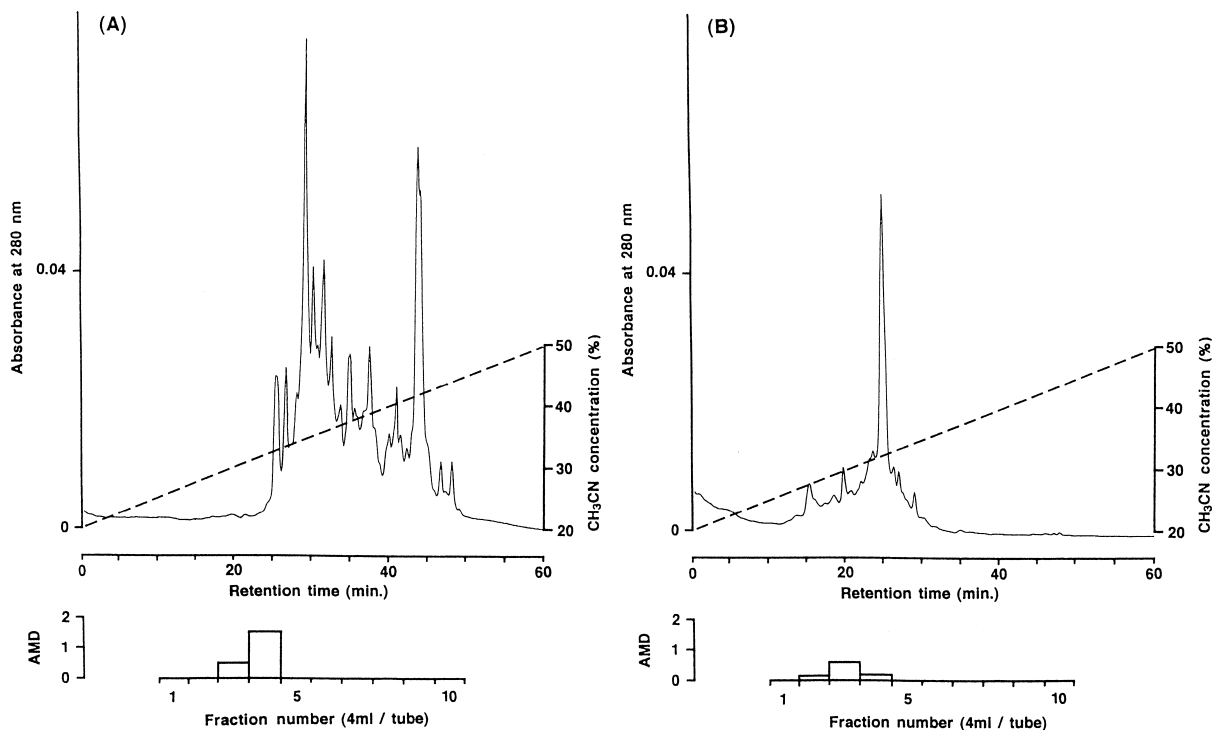 (A)
Absorbance at 280 nm
0.04
0
50
40
30
20
CH₃CN concentration (%)
0 20 40 60
Retention time (min.)
AMD
2
1
0
1 5 10
Fraction number (4ml / tube)
(B)
Absorbance at 280 nm
0.04
0
50
40
30
20
CH₃CN concentration (%)
0 20 40 60
Retention time (min.)
AMD
2
1
0
1 5 10
Fraction number (4ml / tube)